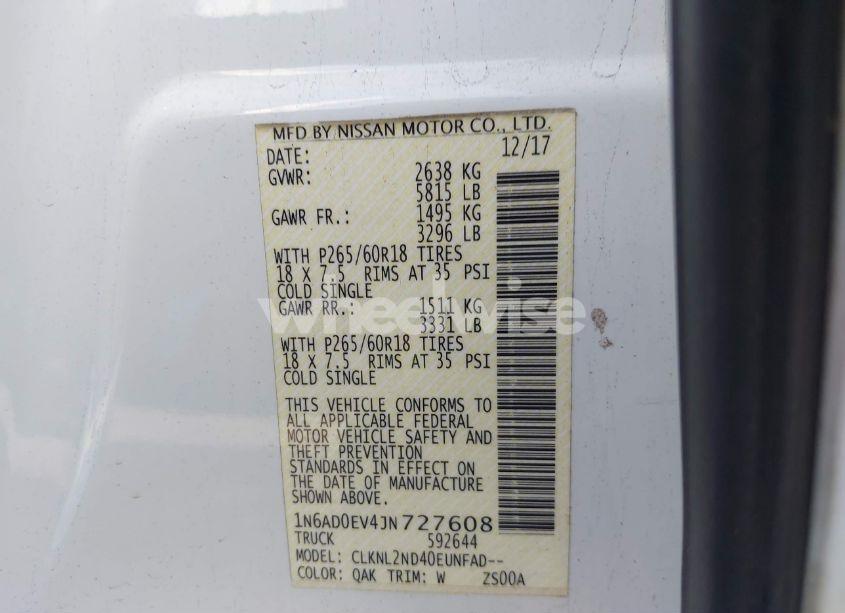 MFD BY NISSAN MOTOR CO., LTD.
DATE: 12/17
GVWR: 2638 KG
5815 LB
GAWR FR.: 1495 KG
3296 LB
WITH P265/60R18 TIRES
18 X 7.5 RIMS AT 35 PSI
COLD SINGLE
GAWR RR.: 1511 KG
3331 LB
WITH P265/60R18 TIRES
18 X 7.5 RIMS AT 35 PSI
COLD SINGLE
THIS VEHICLE CONFORMS TO
ALL APPLICABLE FEDERAL
MOTOR VEHICLE SAFETY AND
THEFT PREVENTION
STANDARDS IN EFFECT ON
THE DATE OF MANUFACTURE
SHOWN ABOVE.
1N6AD0EV4JN727608
TRUCK 592644
MODEL: CLKNL2ND40EUNFAD--
COLOR: QAK TRIM: W ZS00A
wheelwise